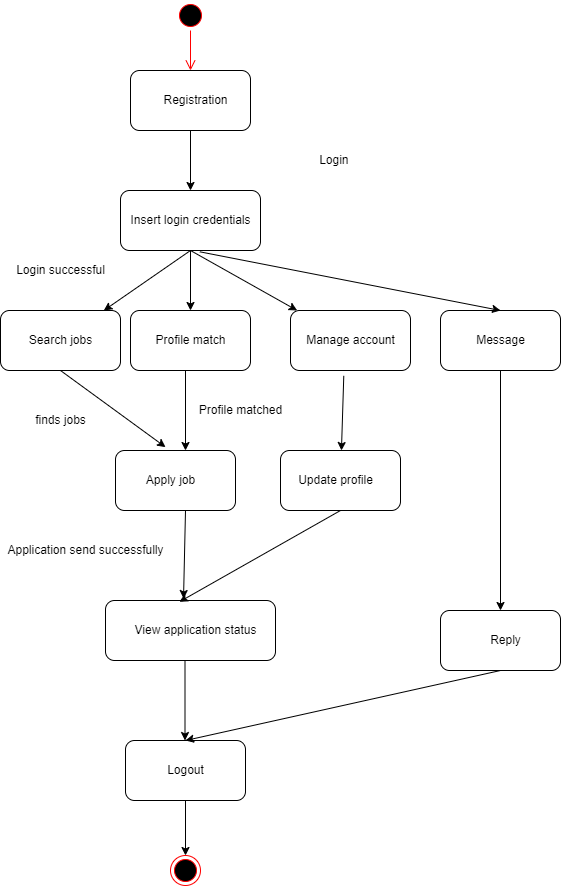 Registration
Login
Insert login credentials
Login successful
Search jobs
Profile match
Manage account
Message
finds jobs
Profile matched
Apply job
Update profile
Application send successfully
View application status
Reply
Logout